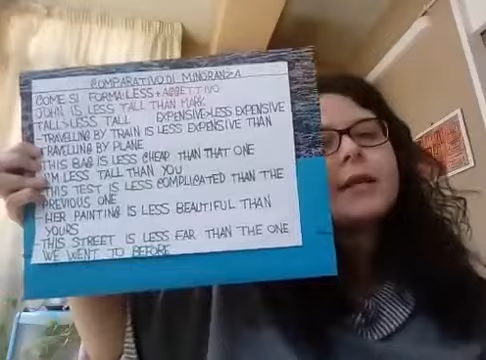 COMPARATIVO DI MINORANZA
COME SI FORMA: LESS + AGGETTIVO
JOHN IS LESS TALL THAN MARK
TALL>LESS TALL EXPENSIVE>LESS EXPENSIVE
-TRAVELLING BY TRAIN IS LESS EXPENSIVE THAN
TRAVELLING BY PLANE
-THIS BAG IS LESS CHEAP THAN THAT ONE
-I'M LESS TALL THAN YOU
-THIS TEST IS LESS COMPLICATED THAN THE
PREVIOUS ONE
-HER PAINTING IS LESS BEAUTIFUL THAN
YOURS
-THIS STREET IS LESS FAR THAN THE ONE
WE WENT TO BEFORE